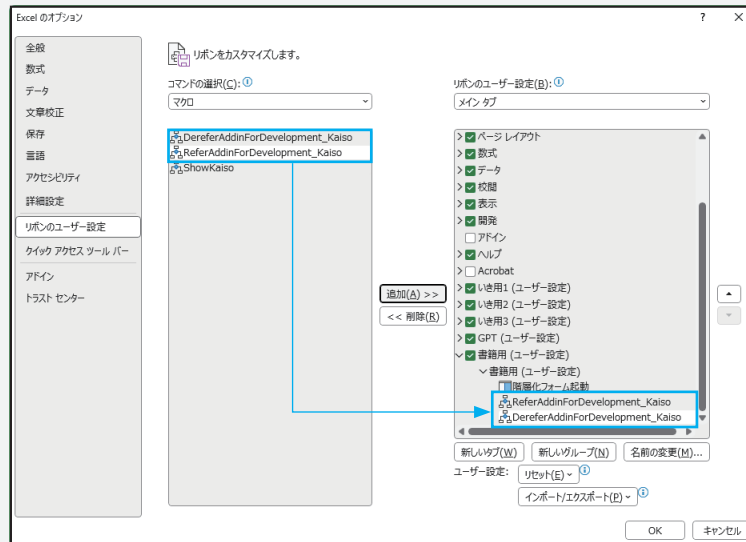 Excel のオプション
?
×
全般
数式
データ
文章校正
保存
言語
アクセシビリティ
詳細設定
リボンのユーザー設定
クイック アクセス ツール バー
アドイン
トラスト センター
リボンをカスタマイズします。
コマンドの選択(C):
マクロ
DereferAddinForDevelopment_Kaiso
ReferAddinForDevelopment_Kaiso
ShowKaiso
追加(A) >>
<< 削除(R)
リボンのユーザー設定(B):
メイン タブ
ページ レイアウト
数式
データ
校閲
表示
開発
アドイン
ヘルプ
Acrobat
いき用1 (ユーザー設定)
いき用2 (ユーザー設定)
いき用3 (ユーザー設定)
GPT (ユーザー設定)
書籍用 (ユーザー設定)
書籍用 (ユーザー設定)
階層化フォーム起動
ReferAddinForDevelopment_Kaiso
DereferAddinForDevelopment_Kaiso
新しいタブ(W) 新しいグループ(N) 名前の変更(M)...
ユーザー設定: リセット(E)
インポート/エクスポート(P)
OK キャンセル